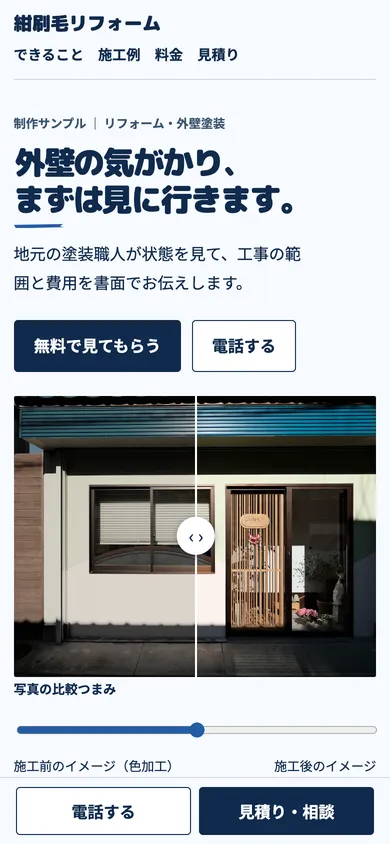 紺刷毛リフォーム
できること 施工例 料金 見積り
制作サンプル | リフォーム・外壁塗装
外壁の気がかり、
まずは見に行きます。
地元の塗装職人が状態を見て、工事の範
囲と費用を書面でお伝えします。
無料で見てもらう 電話する
写真の比較つまみ
施工前のイメージ（色加工） 施工後のイメージ
電話する 見積り・相談